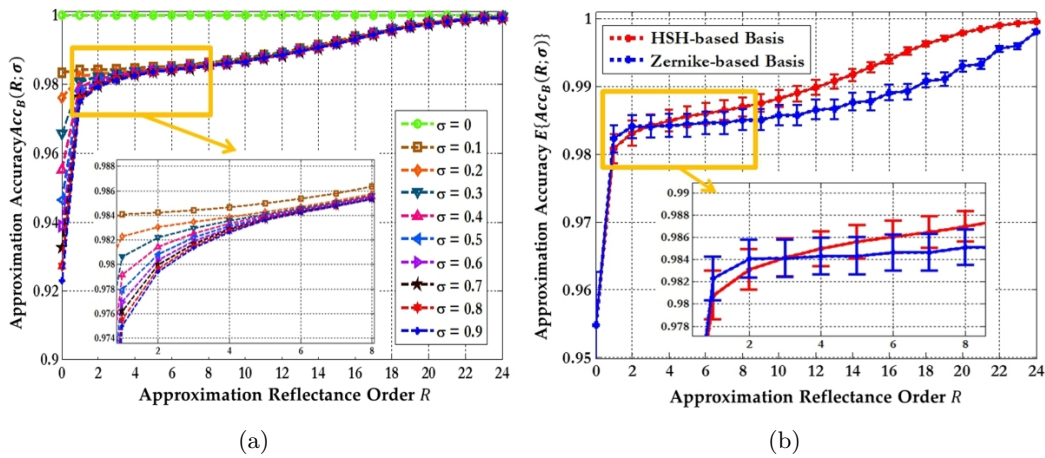 Approximation Accuracy Acc_B(R; σ)
1
0.98
0.96
0.94
0.92
0.9
0.988
0.986
0.984
0.982
0.98
0.978
0.976
0.974
2 4 6 8
σ = 0
σ = 0.1
σ = 0.2
σ = 0.3
σ = 0.4
σ = 0.5
σ = 0.6
σ = 0.7
σ = 0.8
σ = 0.9
0 2 4 6 8 10 12 14 16 18 20 22 24
Approximation Reflectance Order R
(a)
Approximation Accuracy E{Acc_B(R; σ)}
1
0.99
0.98
0.97
0.96
0.95
HSH-based Basis
Zernike-based Basis
0.99
0.988
0.986
0.984
0.982
0.98
0.978
2 4 6 8
0 2 4 6 8 10 12 14 16 18 20 22 24
Approximation Reflectance Order R
(b)